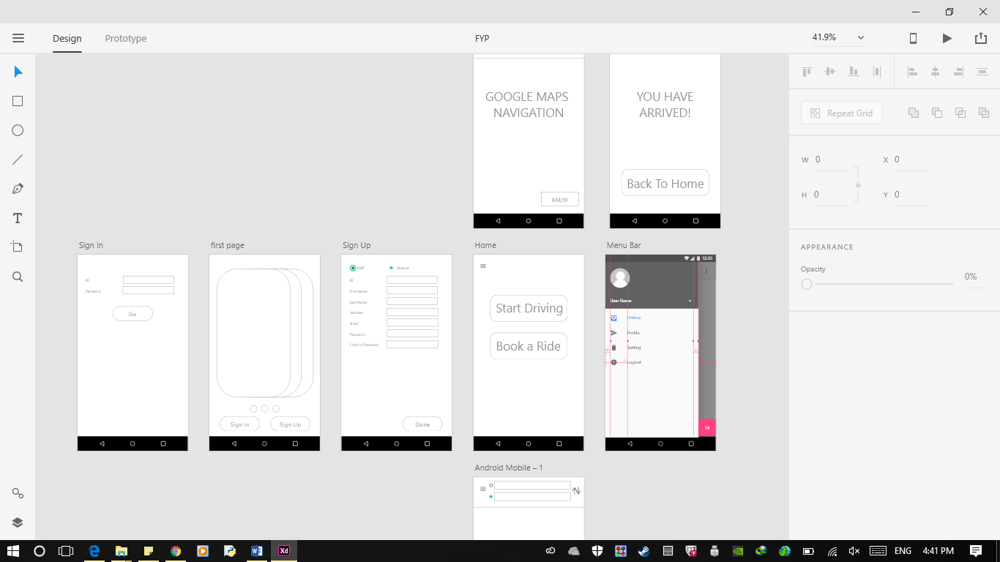 Design
Prototype
FYP
41.9%
GOOGLE MAPS
NAVIGATION
KM/H
YOU HAVE
ARRIVED!
Back To Home
Repeat Grid
W 0
X 0
H 0
Y 0
APPEARANCE
Opacity
0%
Sign In
ID
Password
Go
first page
Sign in
Sign Up
Sign Up
Staff
Student
ID
First Name
Last Name
Number
Email
Password
Confirm Password
Done
Home
Start Driving
Book a Ride
Menu Bar
12:30
User Name
History
Profile
Setting
Logout
1X
Android Mobile – 1
Xd
ENG
4:41 PM